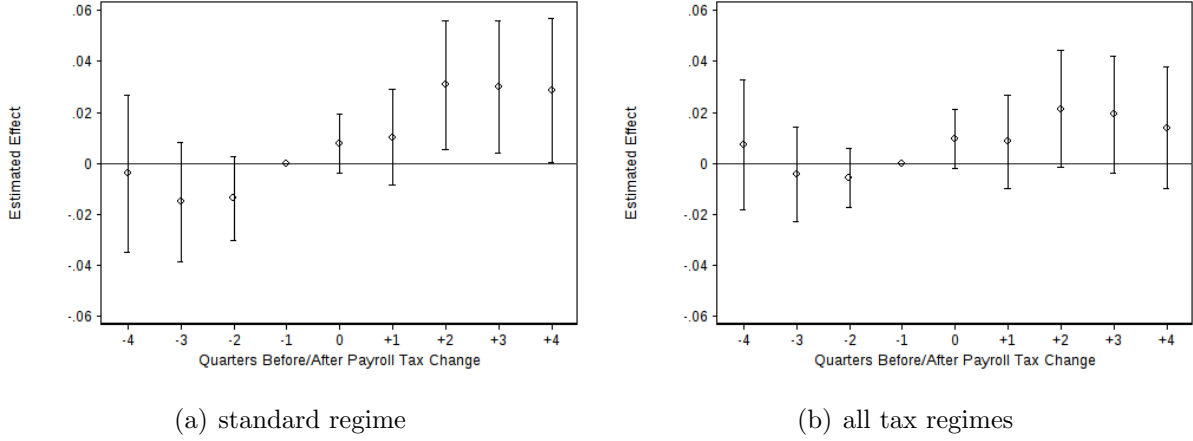 .06
.04
.02
0
-.02
-.04
-.06
Estimated Effect
-4 -3 -2 -1 0 +1 +2 +3 +4
Quarters Before/After Payroll Tax Change
(a) standard regime
.06
.04
.02
0
-.02
-.04
-.06
Estimated Effect
-4 -3 -2 -1 0 +1 +2 +3 +4
Quarters Before/After Payroll Tax Change
(b) all tax regimes